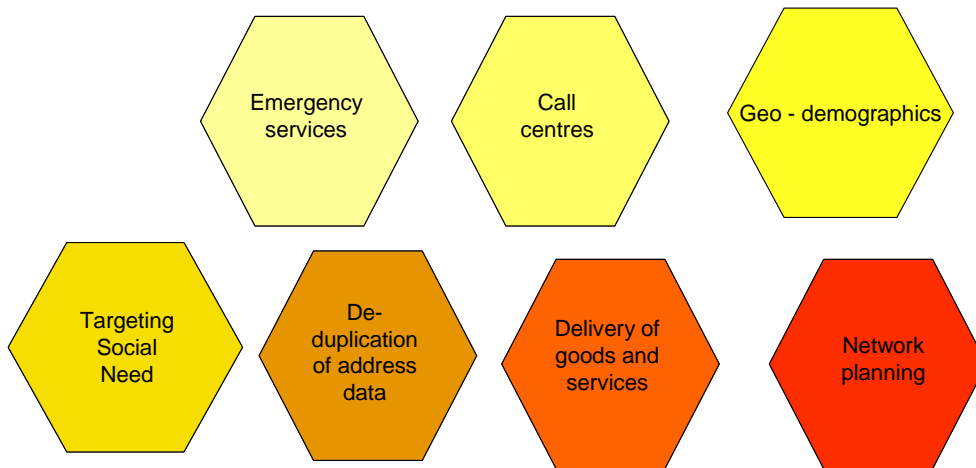 Emergency
services
Call
centres
Geo - demographics
Targeting
Social
Need
De-
duplication
of address
data
Delivery of
goods and
services
Network
planning